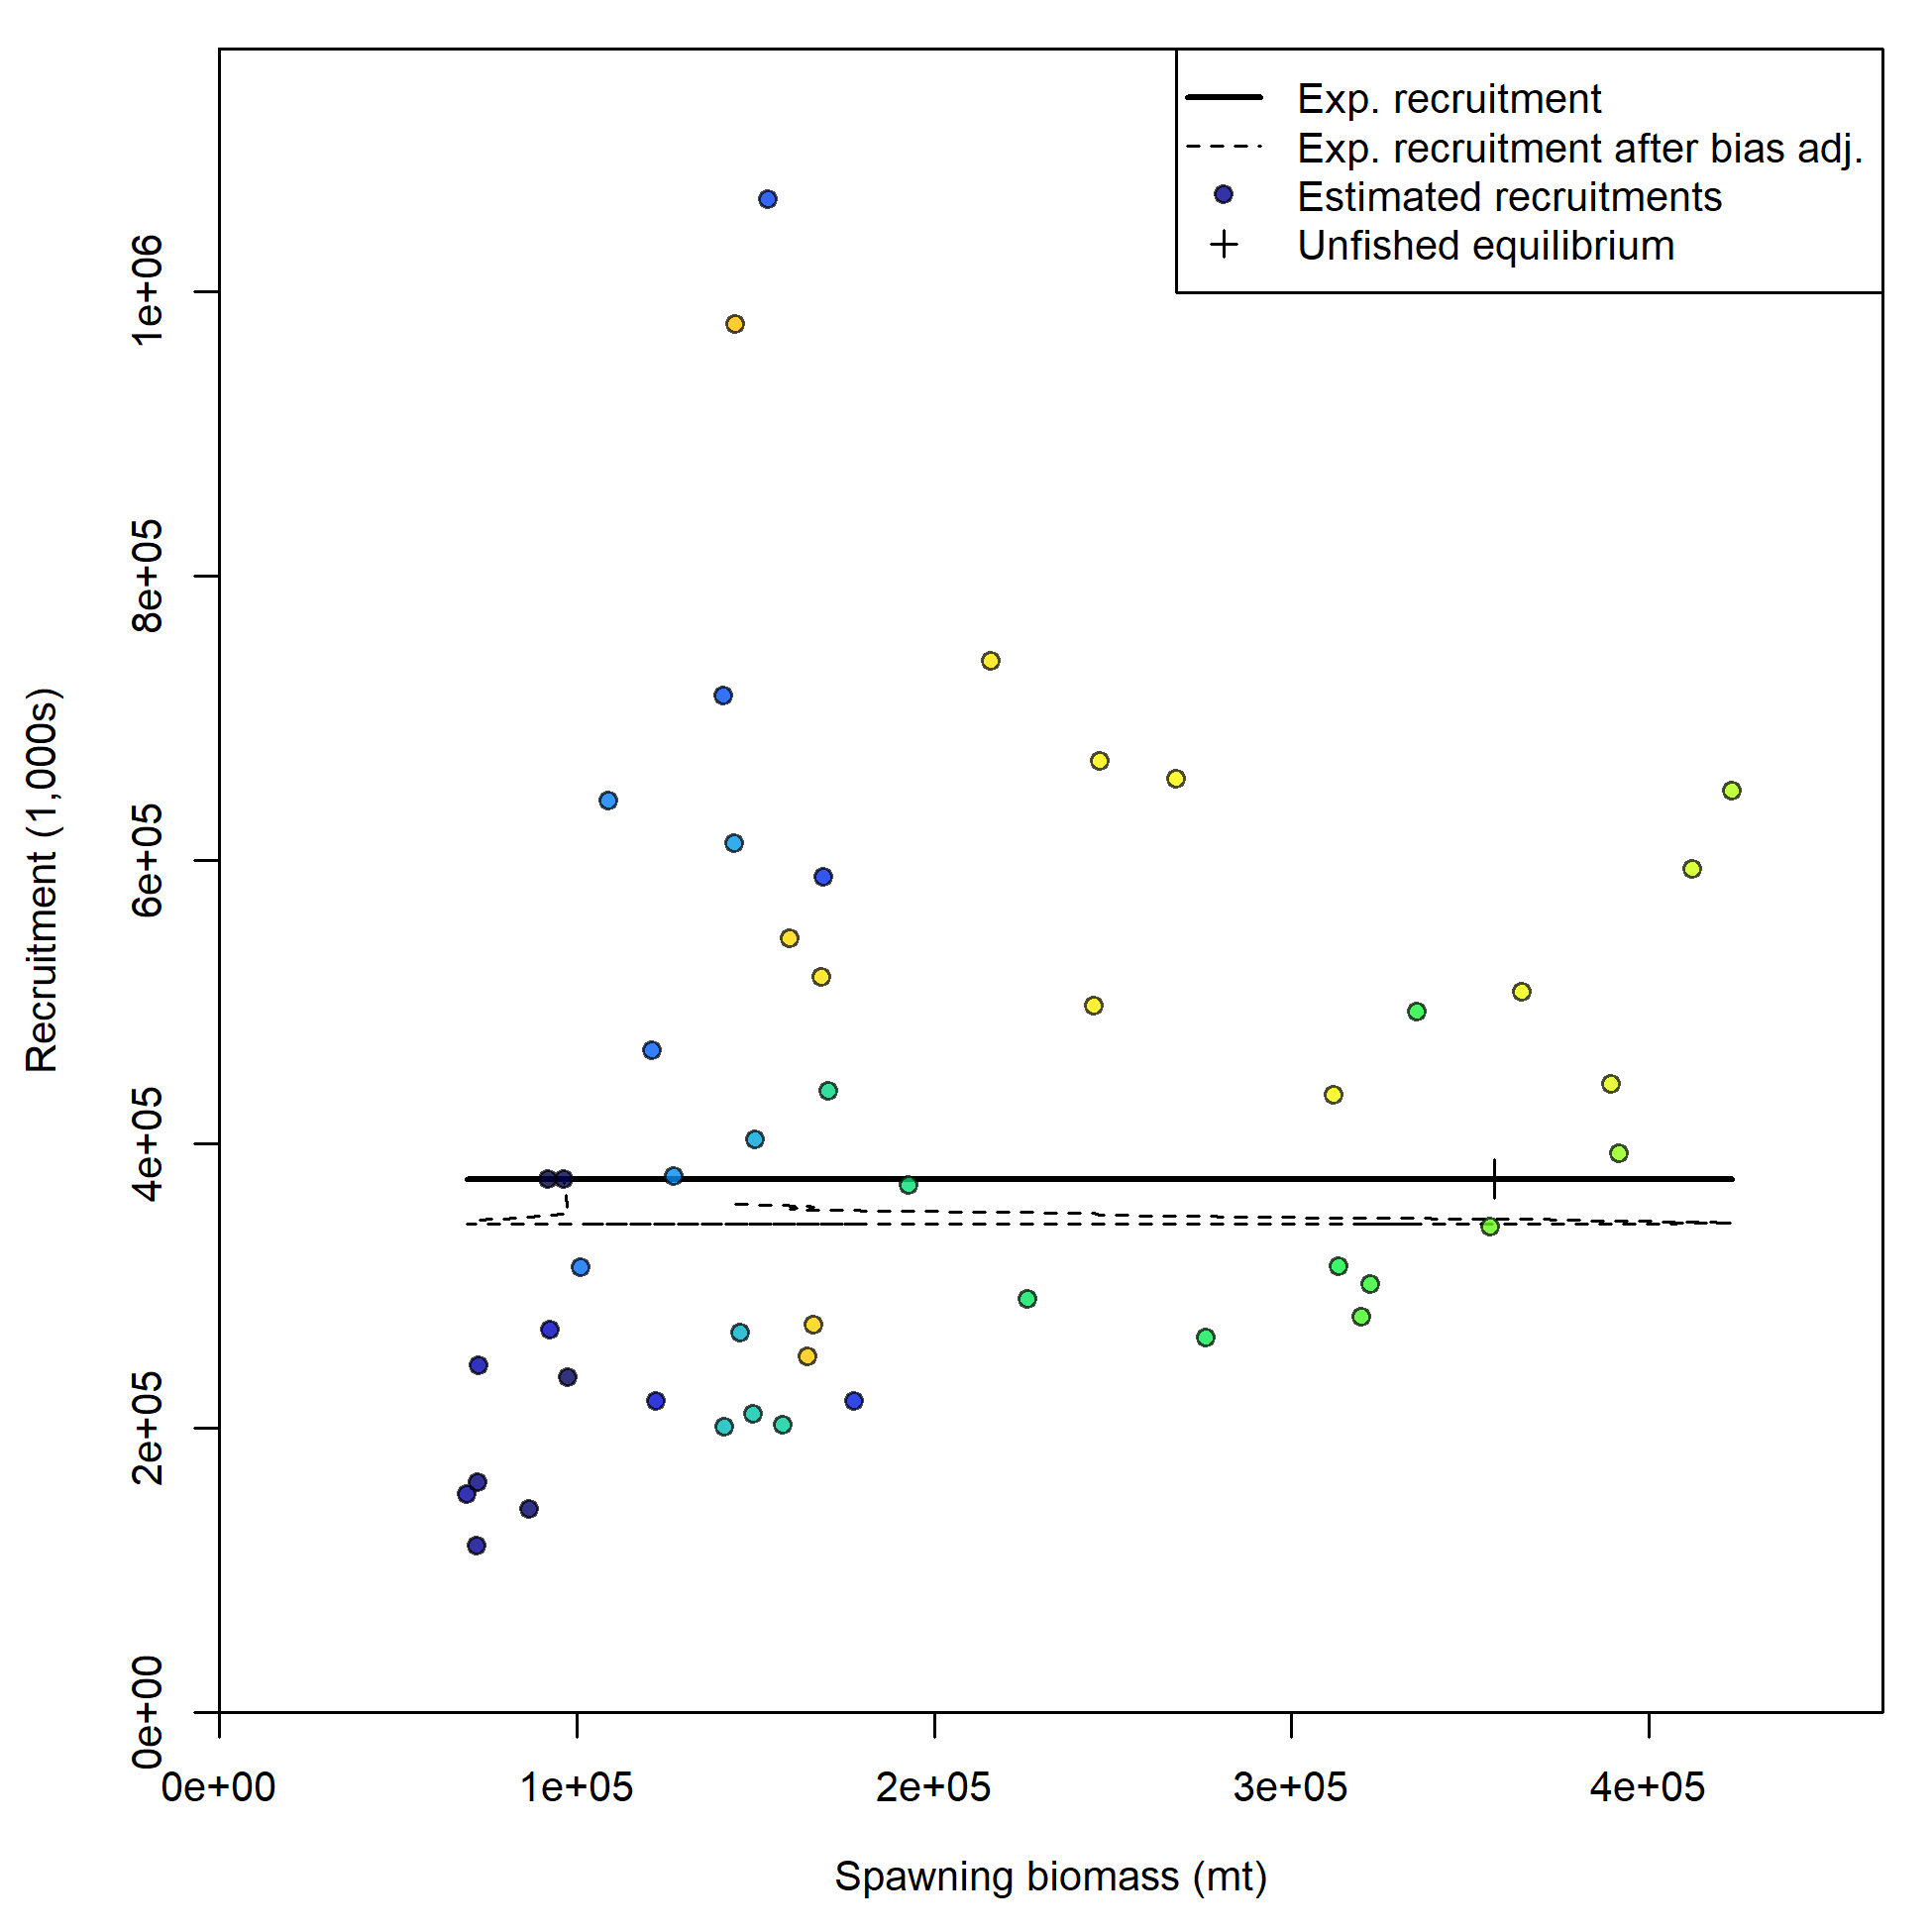 Exp. recruitment
Exp. recruitment after bias adj.
Estimated recruitments
Unfished equilibrium
Recruitment (1,000s)
1e+06
8e+05
6e+05
4e+05
2e+05
0e+00
0e+00 1e+05 2e+05 3e+05 4e+05
Spawning biomass (mt)